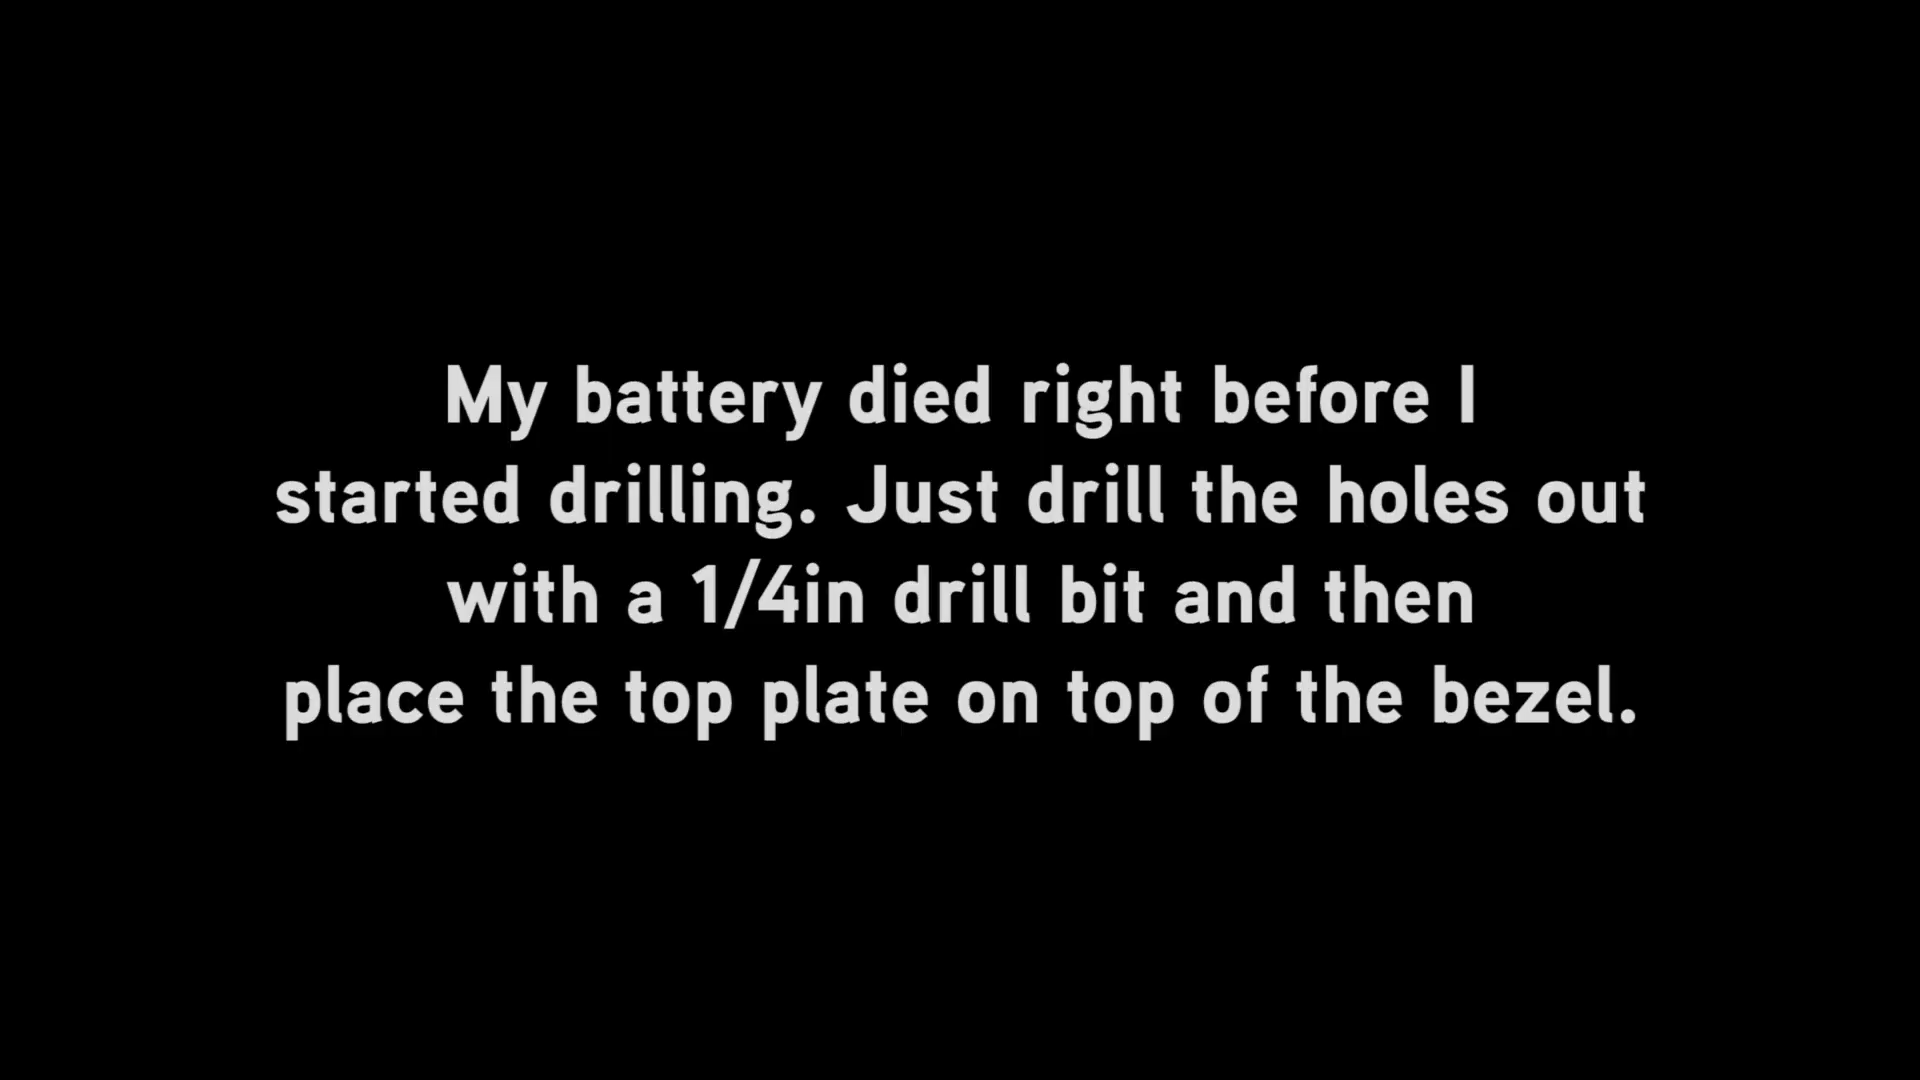 My battery died right before I
started drilling. Just drill the holes out
with a 1/4in drill bit and then
place the top plate on top of the bezel.